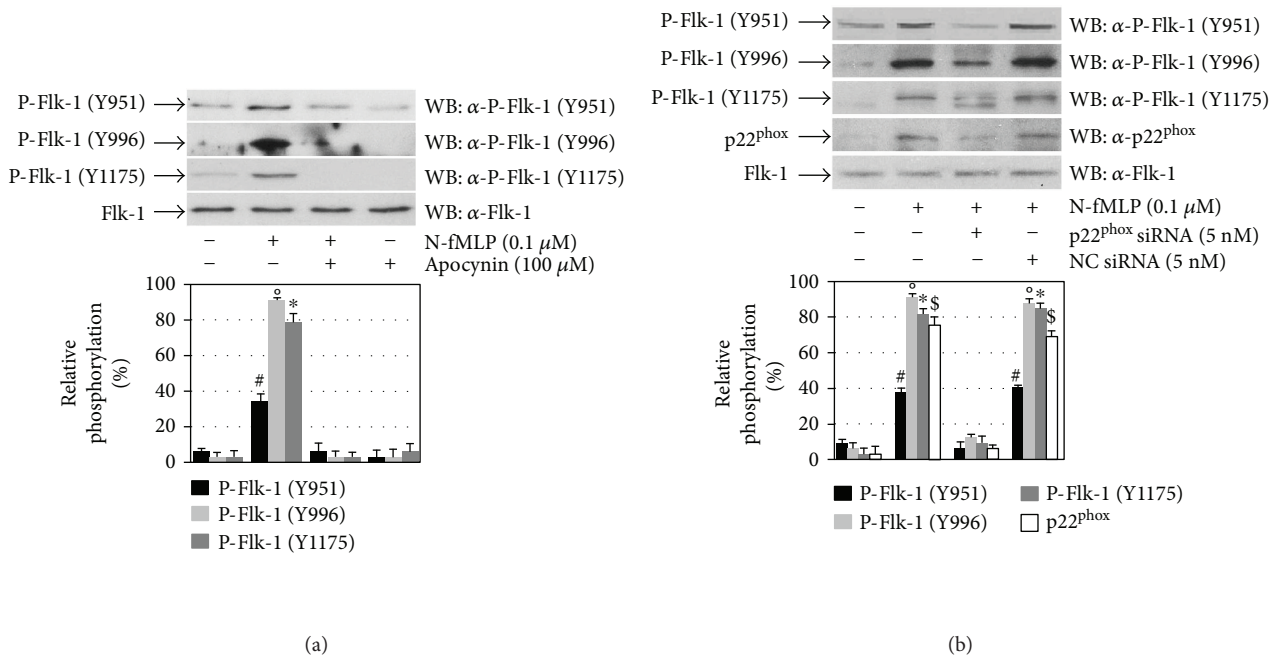 P-Flk-1 (Y951) WB: α-P-Flk-1 (Y951)
P-Flk-1 (Y996) WB: α-P-Flk-1 (Y996)
P-Flk-1 (Y1175) WB: α-P-Flk-1 (Y1175)
Flk-1 WB: α-Flk-1
− + + − N-fMLP (0.1 μM)
− − + + Apocynin (100 μM)
Relative
phosphorylation
(%)
100
80
60
40
20
0
# ° *
P-Flk-1 (Y951)
P-Flk-1 (Y996)
P-Flk-1 (Y1175)
(a)
P-Flk-1 (Y951) WB: α-P-Flk-1 (Y951)
P-Flk-1 (Y996) WB: α-P-Flk-1 (Y996)
P-Flk-1 (Y1175) WB: α-P-Flk-1 (Y1175)
p22phox WB: α-p22phox
Flk-1 WB: α-Flk-1
− + + + N-fMLP (0.1 μM)
− − + − p22phox siRNA (5 nM)
− − − + NC siRNA (5 nM)
Relative
phosphorylation
(%)
100
80
60
40
20
0
# ° * $ # ° * $
P-Flk-1 (Y951) P-Flk-1 (Y1175)
P-Flk-1 (Y996) p22phox
(b)